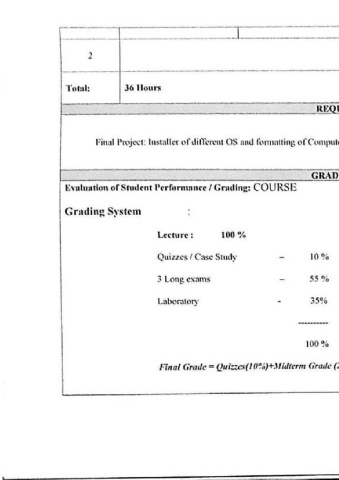 2
Total: 36 Hours
REQU
Final Project: Installer of different OS and formatting of Compute
GRAD
Evaluation of Student Performance / Grading: COURSE
Grading System :
Lecture : 100 %
Quizzes / Case Study – 10 %
3 Long exams – 55 %
Laboratory - 35%
----------
100 %
Final Grade = Quizzes(10%)+Midterm Grade (2